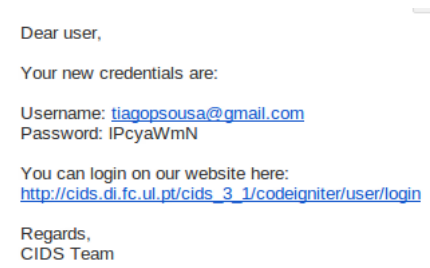 Dear user,
Your new credentials are:
Username: tiagopsousa@gmail.com
Password: lPcyaWmN
You can login on our website here:
http://cids.di.fc.ul.pt/cids_3_1/codeigniter/user/login
Regards,
CIDS Team